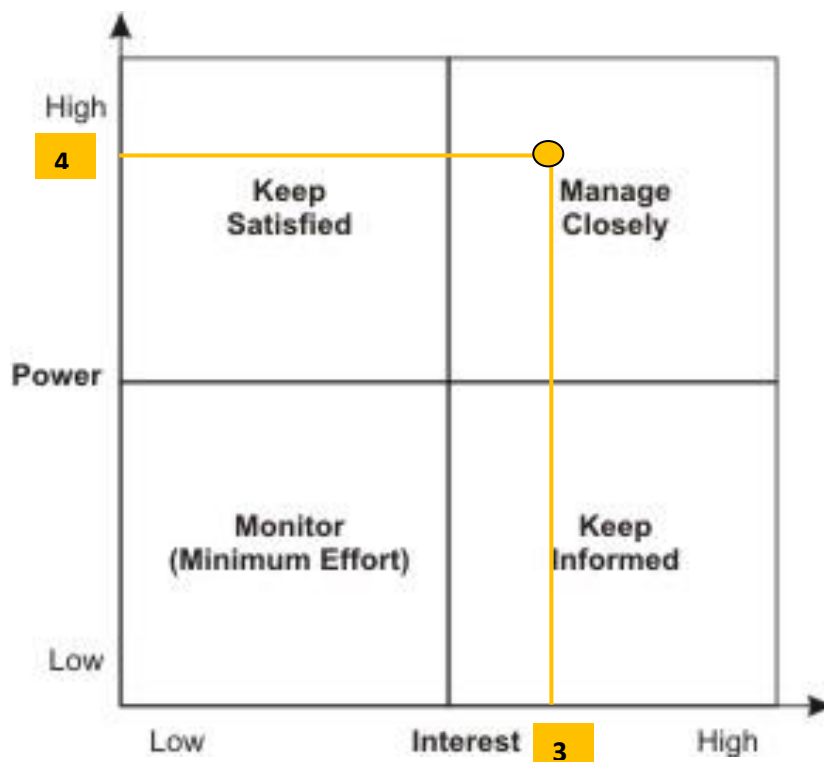 High
4
Keep
Satisfied
Manage
Closely
Power
Monitor
(Minimum Effort)
Keep
Informed
Low
Low
Interest
3
High